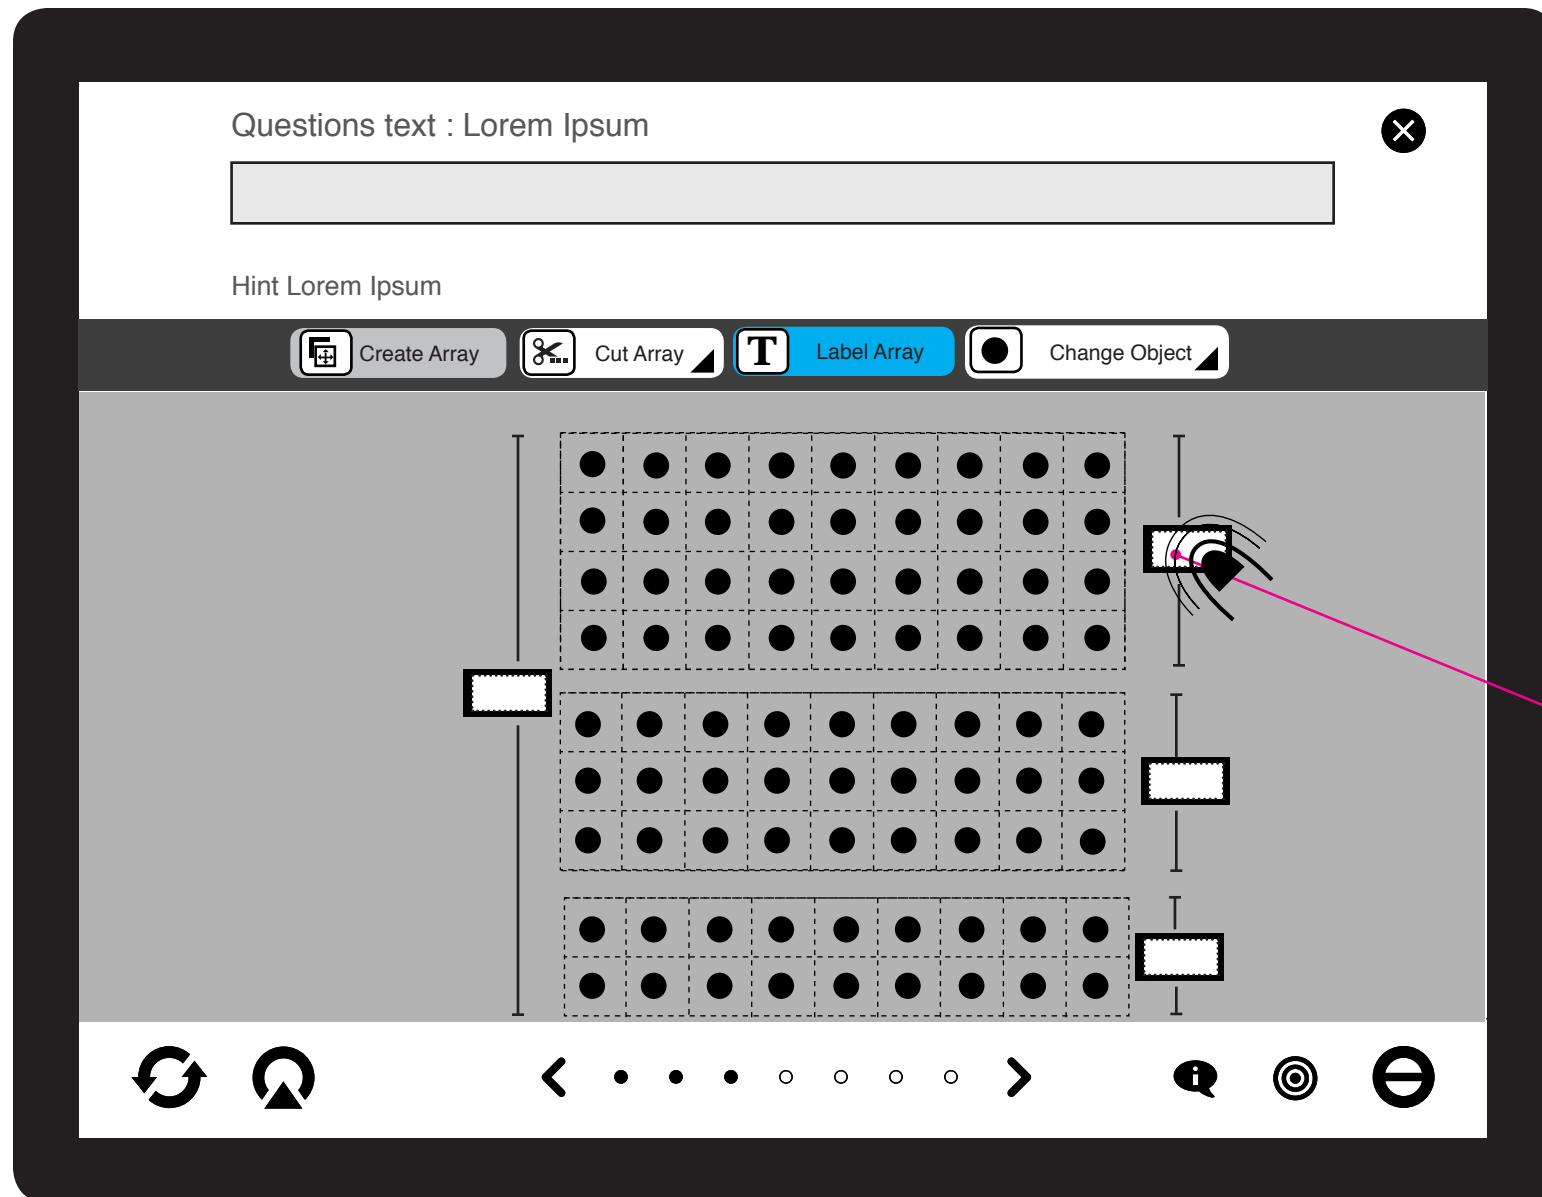 Questions text : Lorem Ipsum
Hint Lorem Ipsum
Create Array
Cut Array
T Label Array
Change Object
i